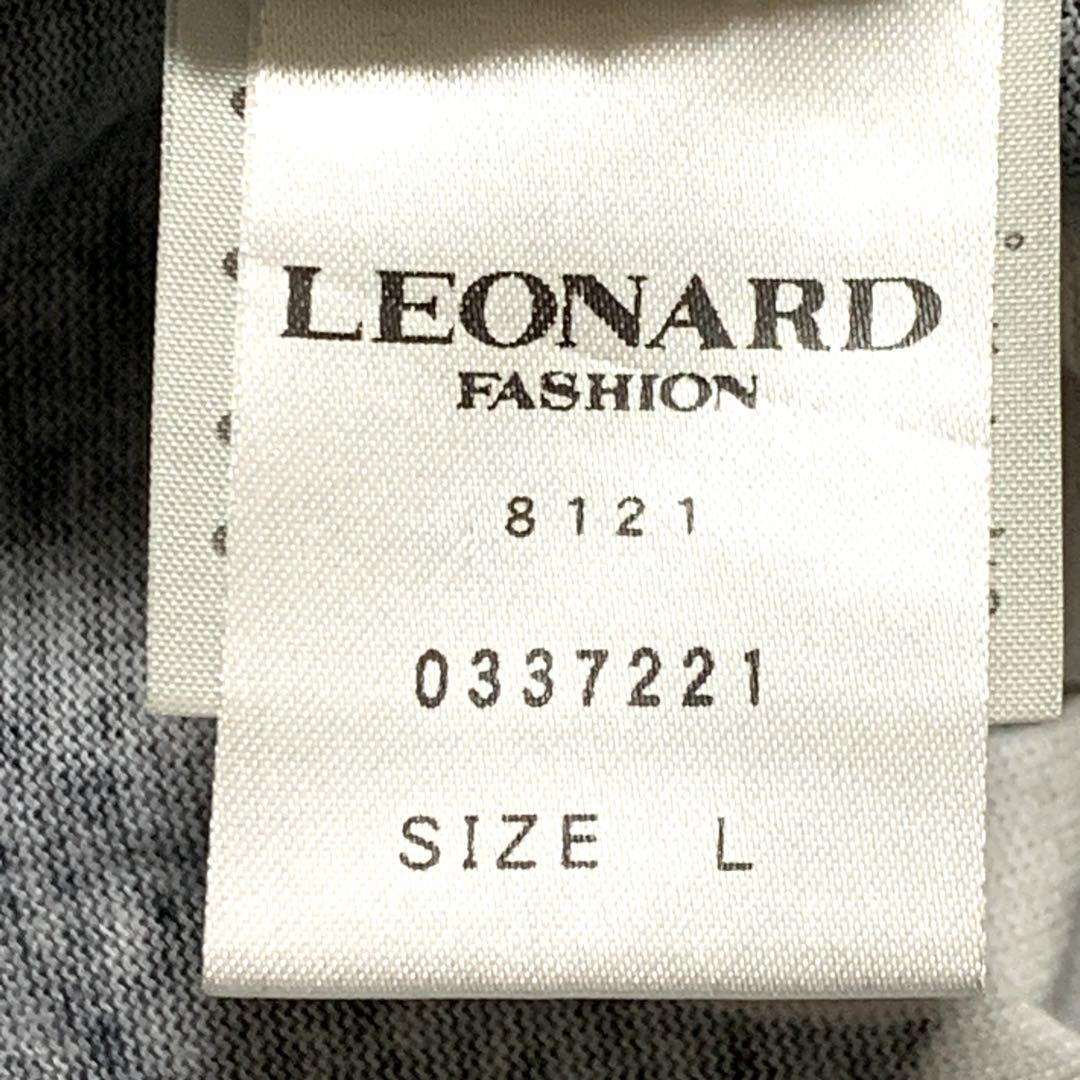 LEONARD
FASHION
8121
0337221
SIZE L